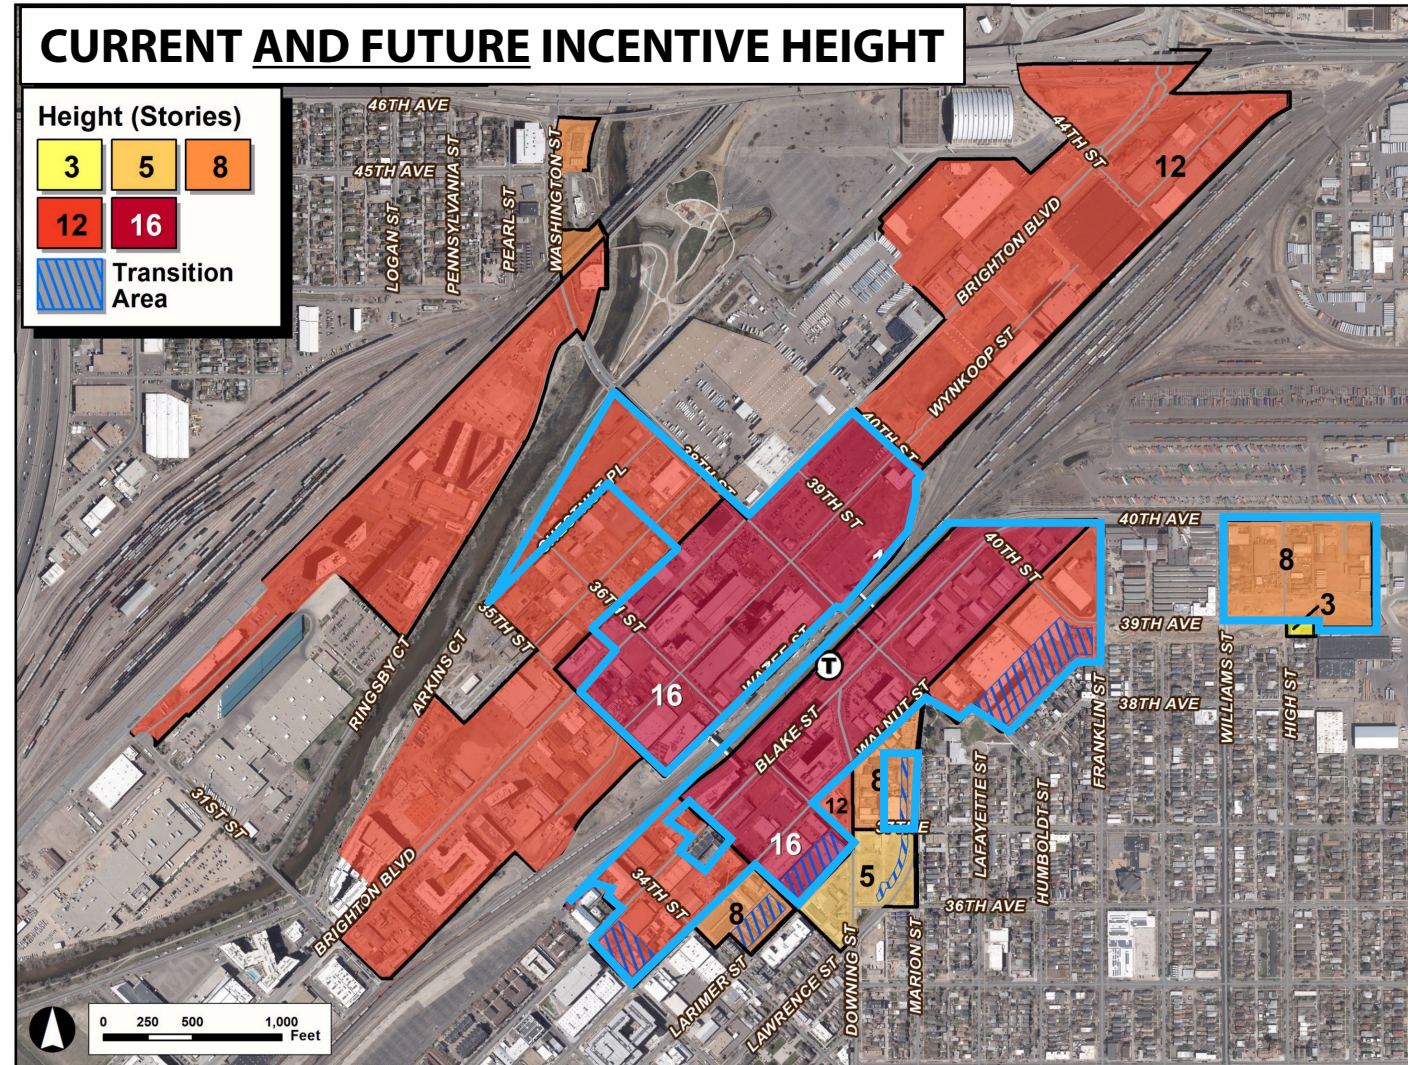 CURRENT AND FUTURE INCENTIVE HEIGHT
Height (Stories)
3
5
8
12
16
Transition
Area
46TH AVE
45TH AVE
LOGAN ST
PENNSYLVANIA ST
PEARL ST
WASHINGTON ST
44TH ST
12
BRIGHTON BLVD
WYNKOOP ST
40TH ST
39TH ST
38TH ST
36TH ST
35TH ST
RINGSBY CT
ARKINS CT
31ST ST
BRIGHTON BLVD
16
WAZEE ST
T
BLAKE ST
WALNUT ST
40TH ST
40TH AVE
8
3
39TH AVE
38TH AVE
WILLIAMS ST
HIGH ST
FRANKLIN ST
LAFAYETTE ST
HUMBOLDT ST
12
8
16
5
36TH AVE
34TH ST
8
LARIMER ST
LAWRENCE ST
DOWNING ST
MARION ST
0 250 500 1,000
Feet